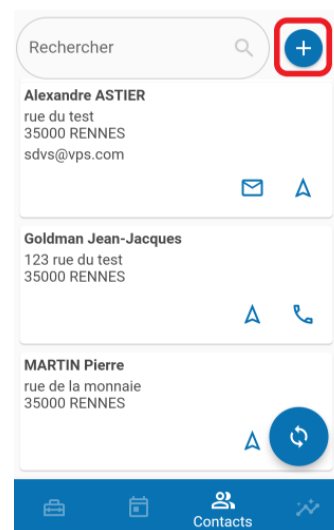 Rechercher
Alexandre ASTIER
rue du test
35000 RENNES
sdvs@vps.com
Goldman Jean-Jacques
123 rue du test
35000 RENNES
MARTIN Pierre
rue de la monnaie
35000 RENNES
Contacts